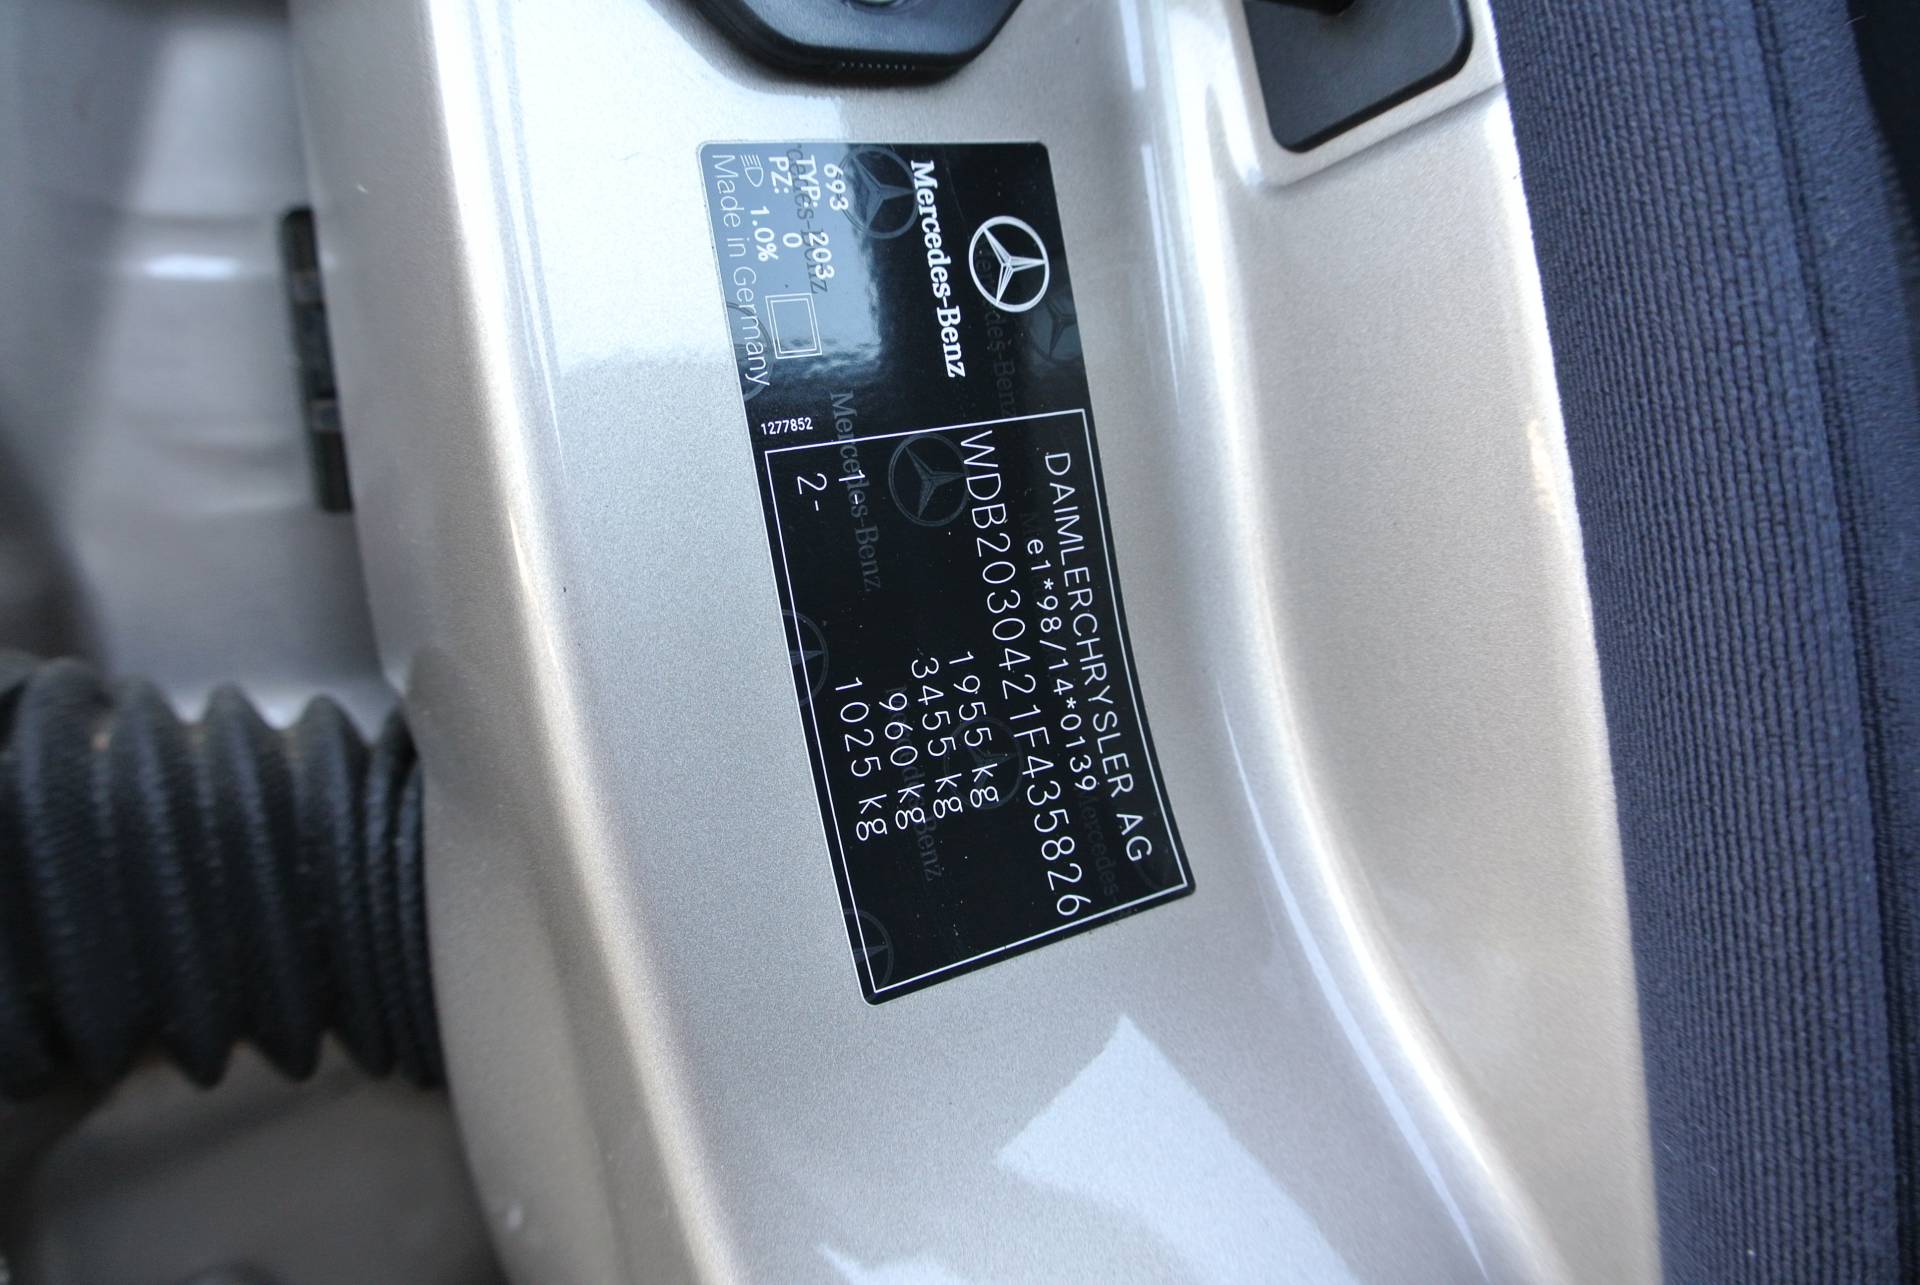 Mercedes-Benz
693
TYP: 203
PZ: 0
1.0%
Made in Germany
1277852
DAIMLERCHRYSLER AG
e1*98/14*0139
WDB2030421F435826
1955 kg
3455 kg
1- 960 kg
2- 1025 kg